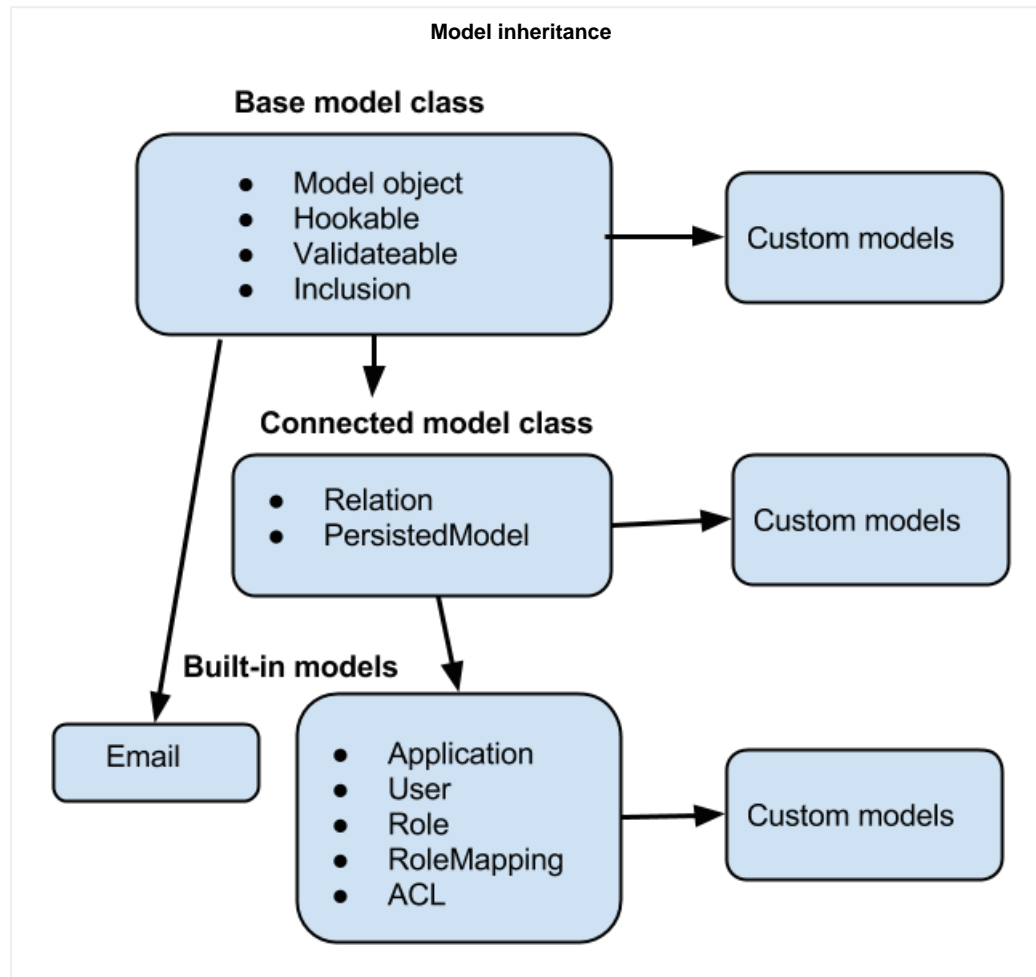 Model inheritance
Base model class
● Model object
● Hookable
● Validateable
● Inclusion
Custom models
Connected model class
● Relation
● PersistedModel
Custom models
Built-in models
Email
● Application
● User
● Role
● RoleMapping
● ACL
Custom models